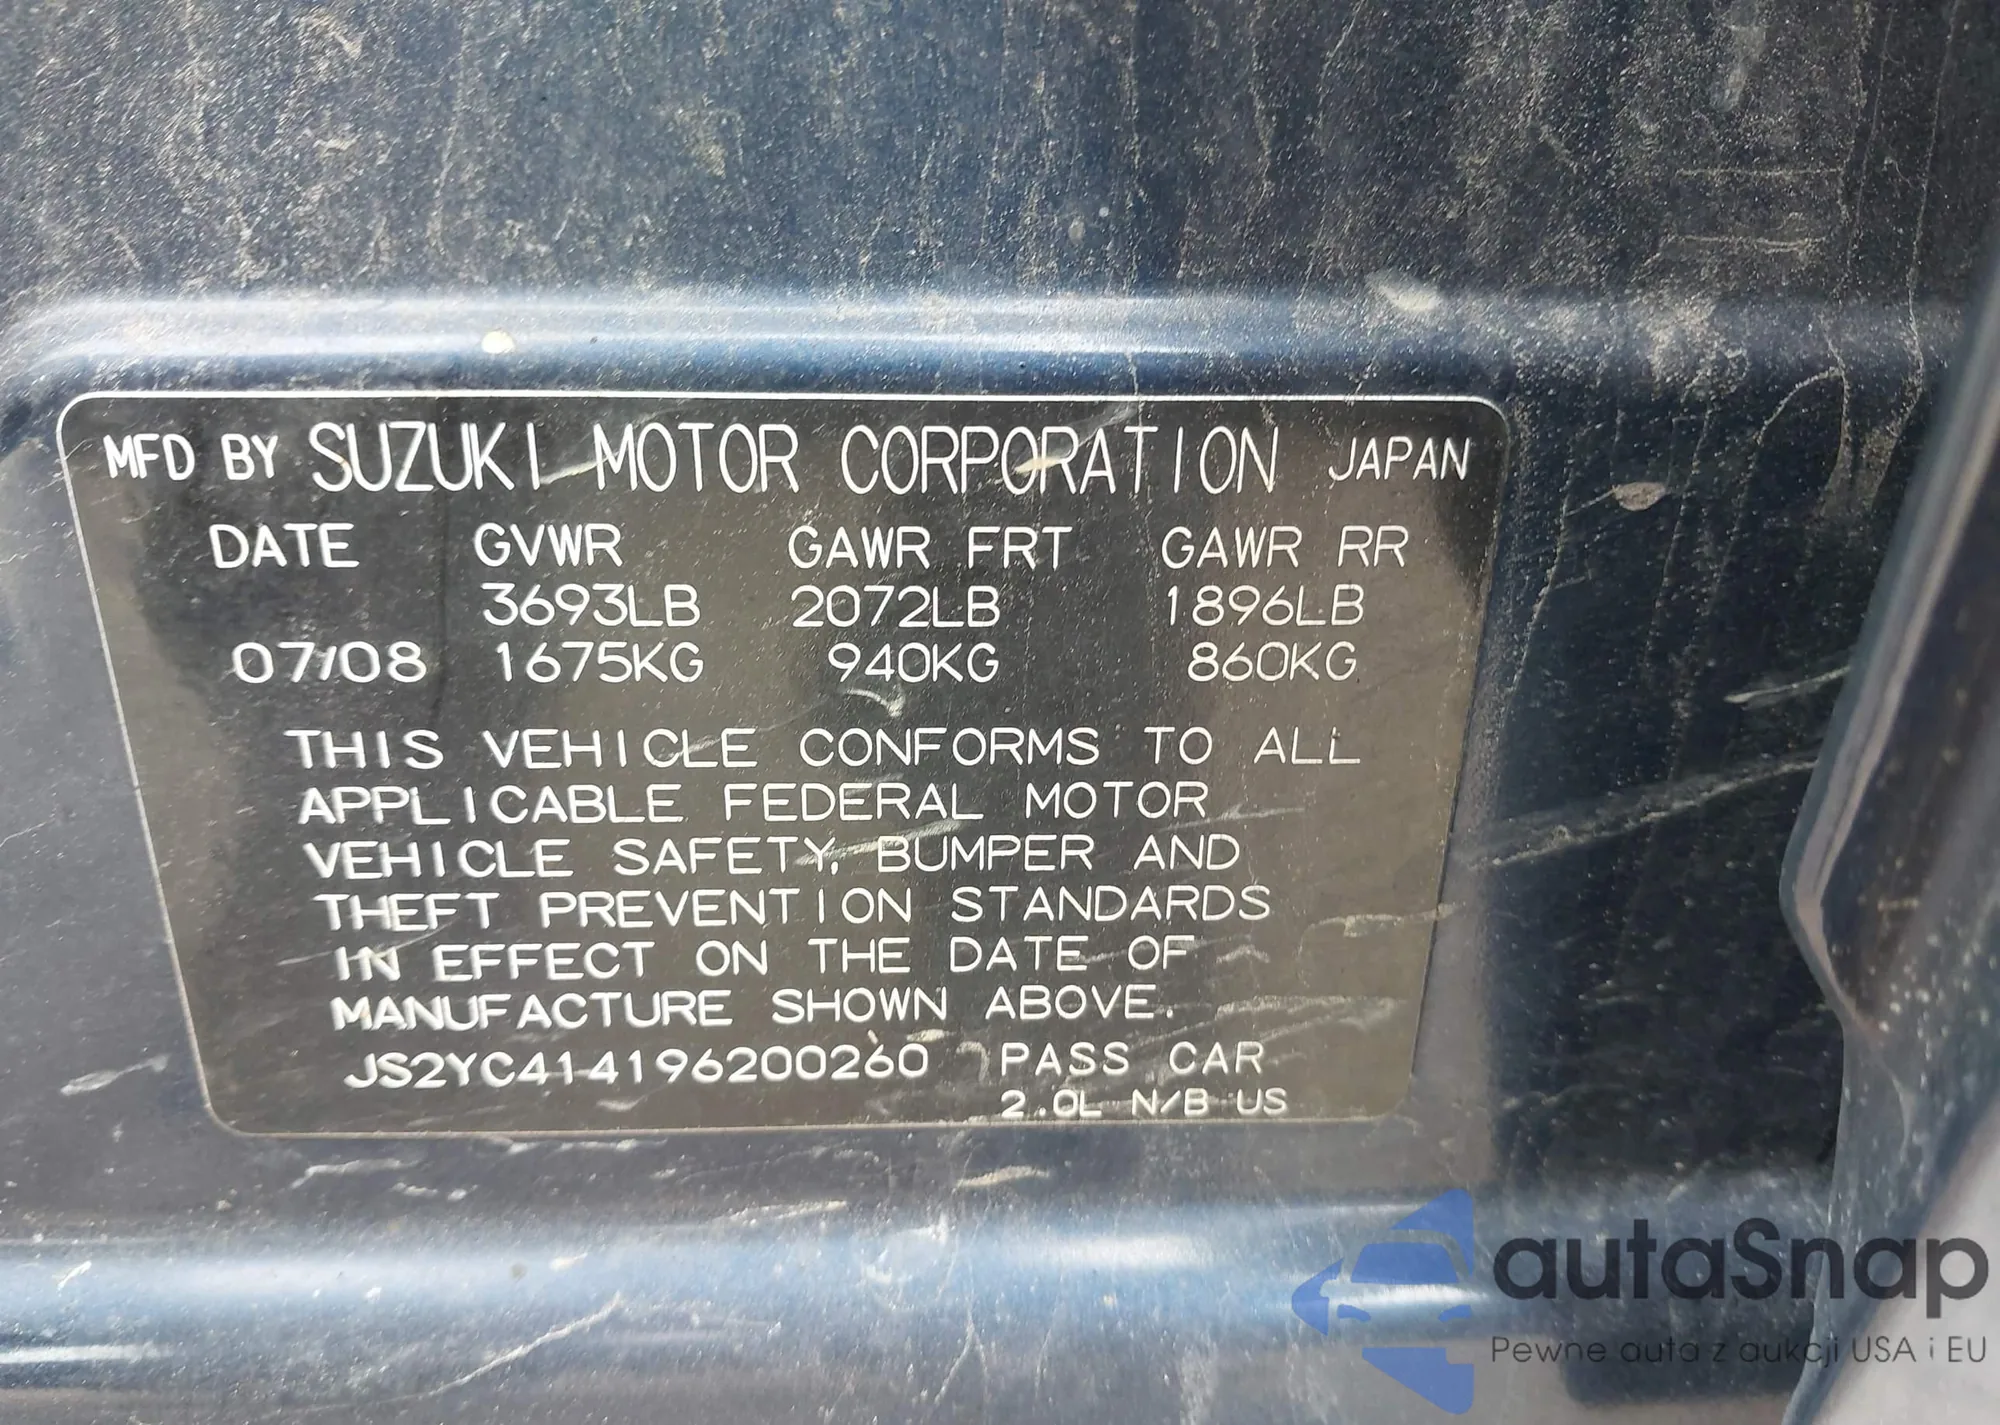 MFD BY SUZUKI MOTOR CORPORATION JAPAN
DATE GVWR GAWR FRT GAWR RR
3693LB 2072LB 1896LB
07/08 1675KG 940KG 860KG
THIS VEHICLE CONFORMS TO ALL
APPLICABLE FEDERAL MOTOR
VEHICLE SAFETY, BUMPER AND
THEFT PREVENTION STANDARDS
IN EFFECT ON THE DATE OF
MANUFACTURE SHOWN ABOVE.
JS2YC414196200260 PASS CAR
2.0L N/B US
autaSnap
Pewne auta z aukcji USA i EU